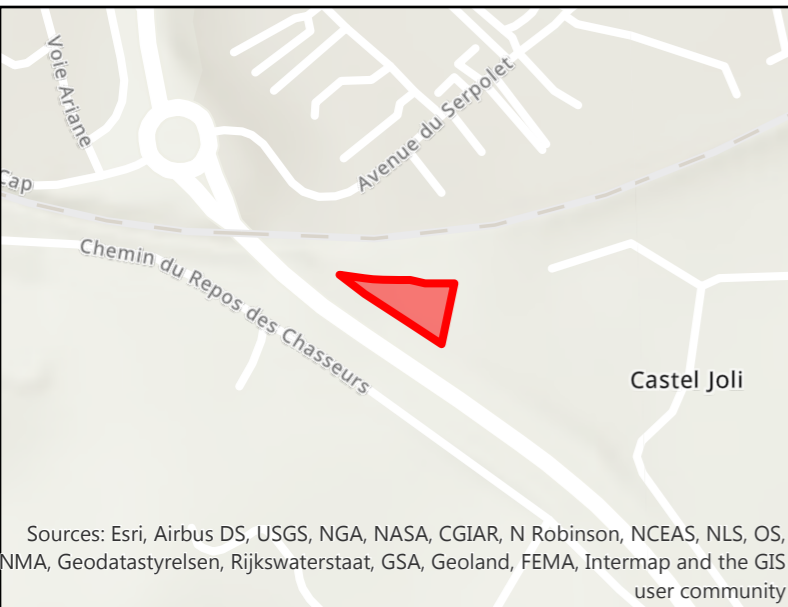 Voie Ariane
Avenue du Serpolet
Cap
Chemin du Repos des Chasseurs
Castel Joli
Sources: Esri, Airbus DS, USGS, NGA, NASA, CGIAR, N Robinson, NCEAS, NLS, OS,
NMA, Geodatastyrelsen, Rijkswaterstaat, GSA, Geoland, FEMA, Intermap and the GIS
user community